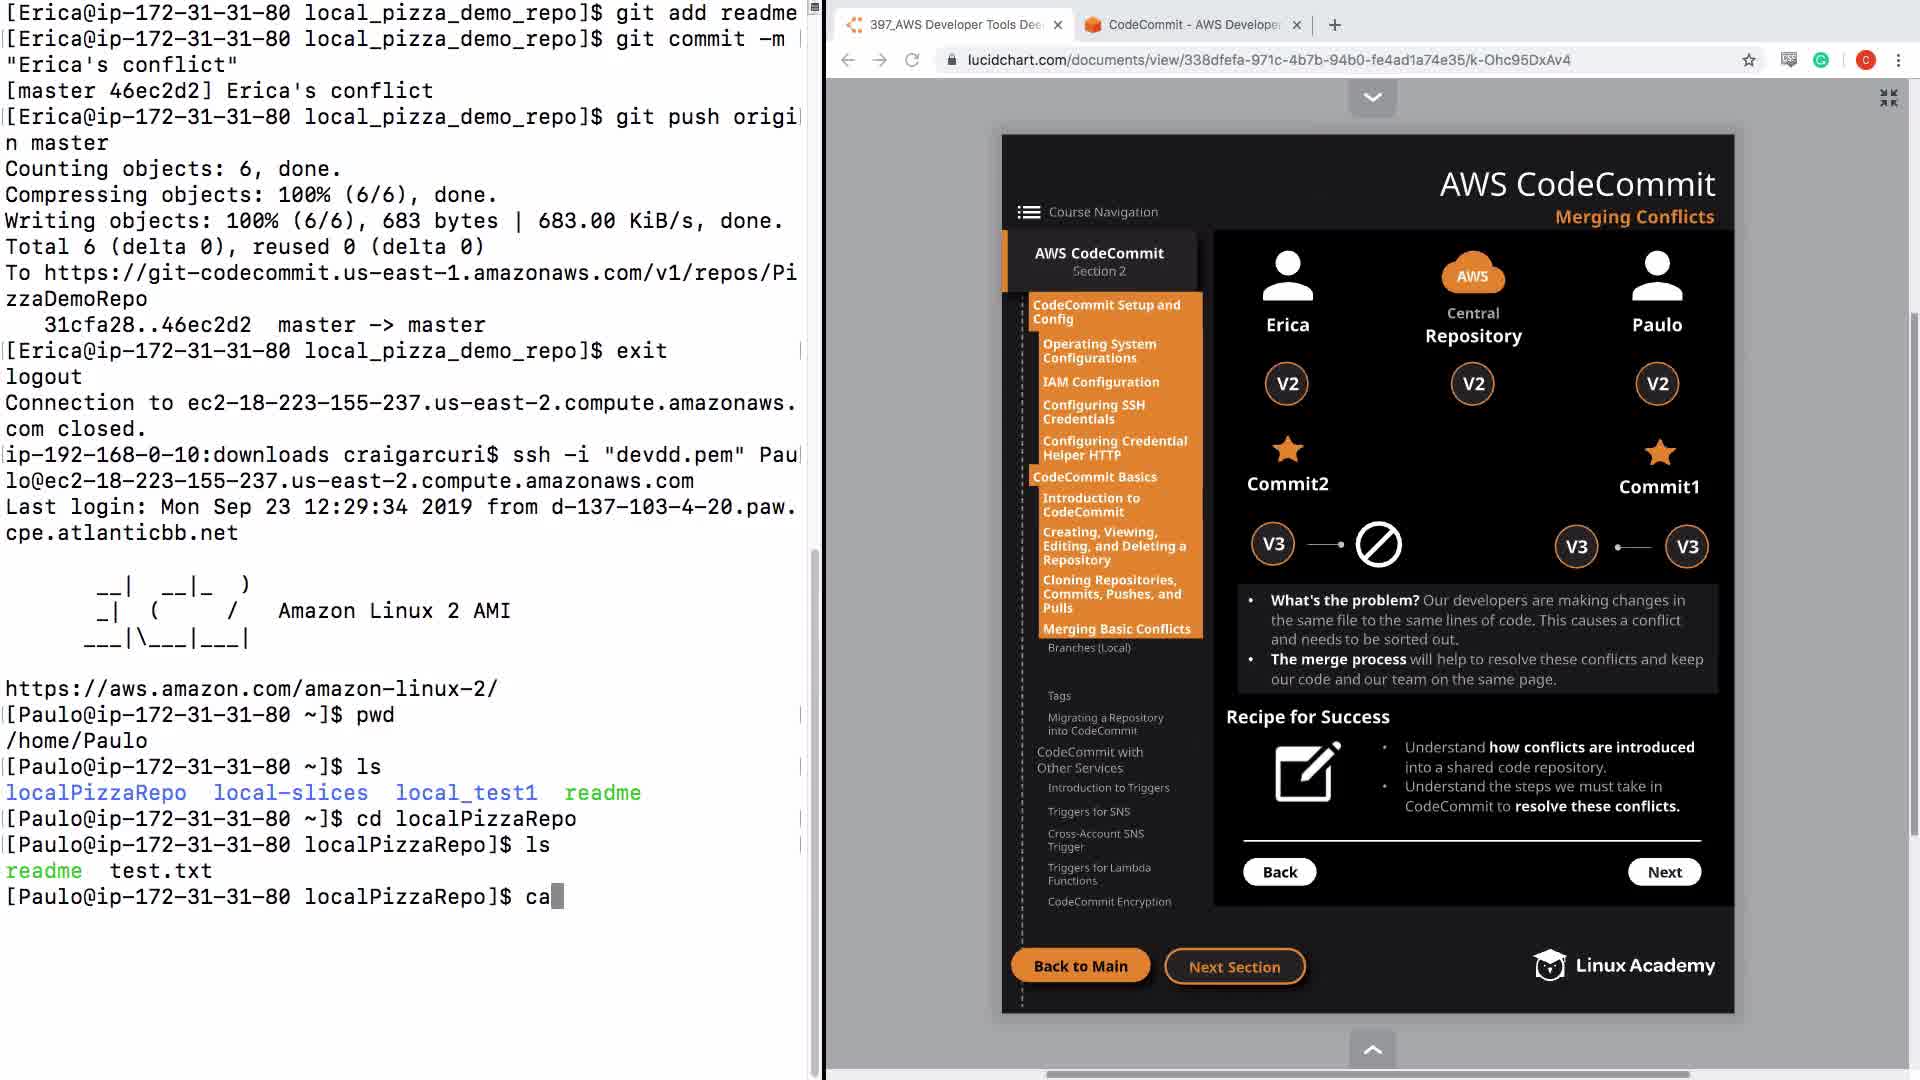 [Erica@ip-172-31-31-80 local_pizza_demo_repo]$ git add readme
[Erica@ip-172-31-31-80 local_pizza_demo_repo]$ git commit -m
"Erica's conflict"
[master 46ec2d2] Erica's conflict
[Erica@ip-172-31-31-80 local_pizza_demo_repo]$ git push origi
n master
Counting objects: 6, done.
Compressing objects: 100% (6/6), done.
Writing objects: 100% (6/6), 683 bytes | 683.00 KiB/s, done.
Total 6 (delta 0), reused 0 (delta 0)
To https://git-codecommit.us-east-1.amazonaws.com/v1/repos/Pi
zzaDemoRepo
   31cfa28..46ec2d2  master -> master
[Erica@ip-172-31-31-80 local_pizza_demo_repo]$ exit
logout
Connection to ec2-18-223-155-237.us-east-2.compute.amazonaws.
com closed.
ip-192-168-0-10:downloads craigarcuri$ ssh -i "devdd.pem" Pau
lo@ec2-18-223-155-237.us-east-2.compute.amazonaws.com
Last login: Mon Sep 23 12:29:34 2019 from d-137-103-4-20.paw.
cpe.atlanticbb.net
       __|  __|_  )
       _|  (     /   Amazon Linux 2 AMI
      ___|\___|___|
https://aws.amazon.com/amazon-linux-2/
[Paulo@ip-172-31-31-80 ~]$ pwd
/home/Paulo
[Paulo@ip-172-31-31-80 ~]$ ls
localPizzaRepo  local-slices  local_test1  readme
[Paulo@ip-172-31-31-80 ~]$ cd localPizzaRepo
[Paulo@ip-172-31-31-80 localPizzaRepo]$ ls
readme  test.txt
[Paulo@ip-172-31-31-80 localPizzaRepo]$ ca
397_AWS Developer Tools Dee
CodeCommit - AWS Developer
lucidchart.com/documents/view/338dfefa-971c-4b7b-94b0-fe4ad1a74e35/k-Ohc95DxAv4
C
AWS CodeCommit
Merging Conflicts
Course Navigation
AWS CodeCommit
Section 2
CodeCommit Setup and
Config
Operating System
Configurations
IAM Configuration
Configuring SSH
Credentials
Configuring Credential
Helper HTTP
CodeCommit Basics
Introduction to
CodeCommit
Creating, Viewing,
Editing, and Deleting a
Repository
Cloning Repositories,
Commits, Pushes, and
Pulls
Merging Basic Conflicts
Branches (Local)
Tags
Migrating a Repository
into CodeCommit
CodeCommit with
Other Services
Introduction to Triggers
Triggers for SNS
Cross-Account SNS
Trigger
Triggers for Lambda
Functions
CodeCommit Encryption
Erica
AWS
Central
Repository
Paulo
V2
V2
V2
Commit2
Commit1
V3
V3
V3
• What's the problem? Our developers are making changes in
the same file to the same lines of code. This causes a conflict
and needs to be sorted out.
• The merge process will help to resolve these conflicts and keep
our code and our team on the same page.
Recipe for Success
• Understand how conflicts are introduced
into a shared code repository.
• Understand the steps we must take in
CodeCommit to resolve these conflicts.
Back
Next
Back to Main
Next Section
Linux Academy